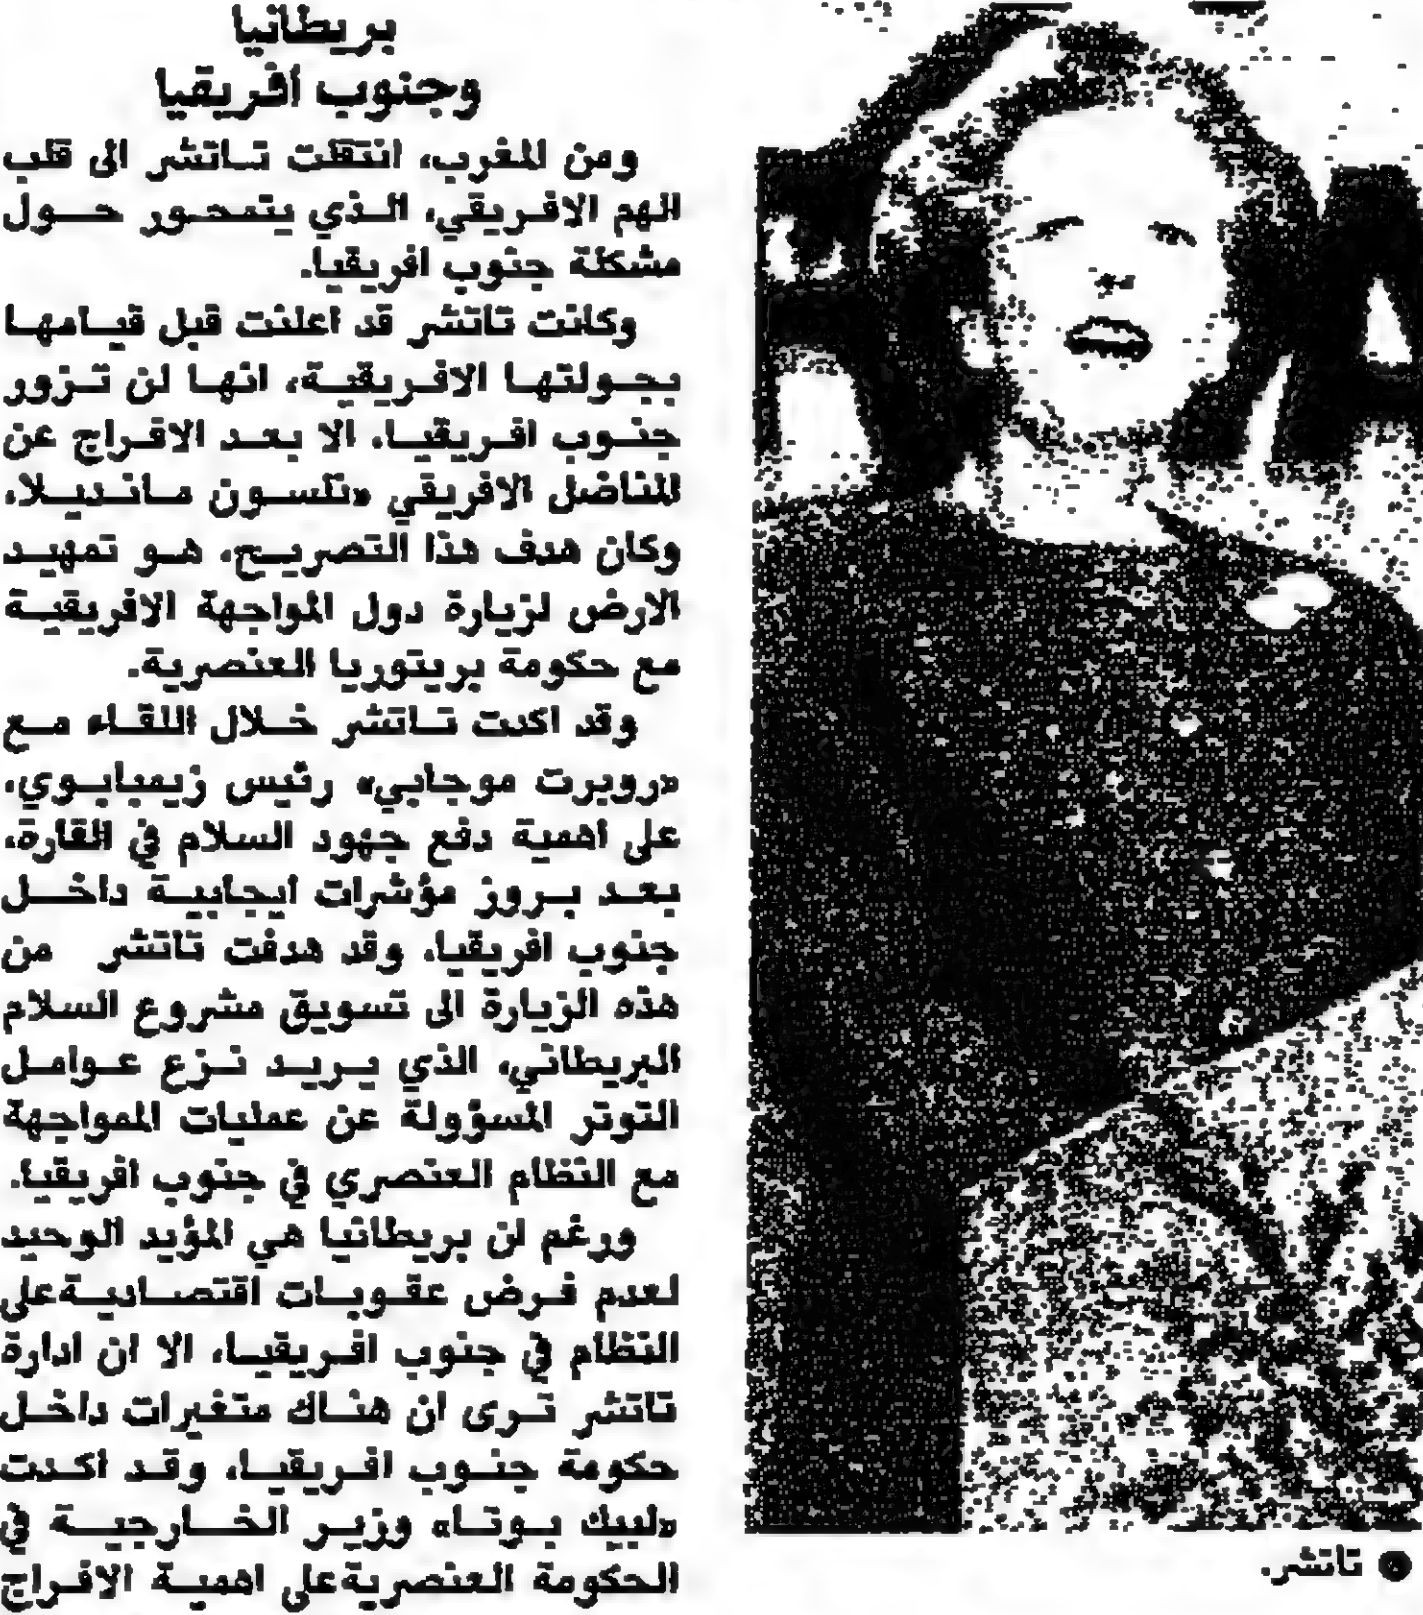 بريطانيا
وجنوب افريقيا
ومن المغرب، انتقلت تاتشر الى قلب
الهم الافريقي، الذي يتمحور حول
مشكلة جنوب افريقيا.
وكانت تاتشر قد اعلنت قبل قيامها
بجولتها الافريقية، انها لن تزور
جنوب افريقيا، الا بعد الافراج عن
المناضل الافريقي «نلسون مانديلا،
وكان هدف هذا التصريح، هو تمهيد
الارض لزيارة دول المواجهة الافريقية
مع حكومة بريتوريا العنصرية.
وقد اكدت تاتشر خلال اللقاء مع
«روبرت موجابي» رئيس زيمبابوي،
على اهمية دفع جهود السلام في القارة،
بعد بروز مؤشرات ايجابية داخل
جنوب افريقيا، وقد هدفت تاتشر من
هذه الزيارة الى تسويق مشروع السلام
البريطاني، الذي يريد نزع عوامل
التوتر المسؤولة عن عمليات المواجهة
مع النظام العنصري في جنوب افريقيا.
ورغم ان بريطانيا هي المؤيد الوحيد
لعدم فرض عقوبات اقتصادية على
النظام في جنوب افريقيا، الا ان ادارة
تاتشر ترى ان هناك متغيرات داخل
حكومة جنوب افريقيا، وقد اكدت
«لبيك بوتا» وزير الخارجية في
الحكومة العنصرية على اهمية الافراج
تاتشر.